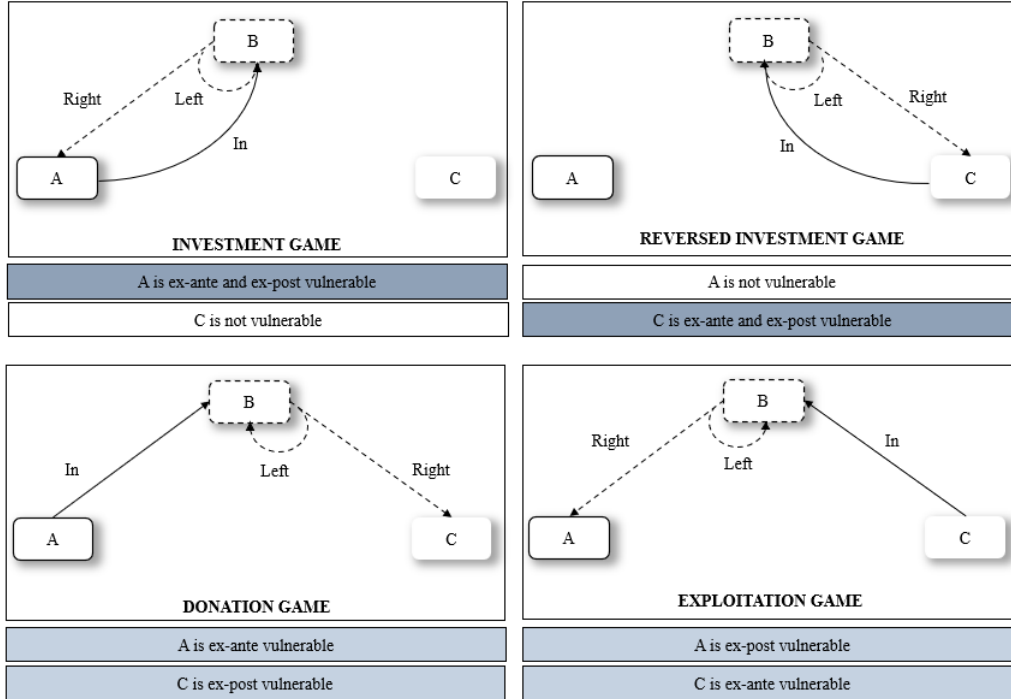 B
Right
Left
In
A
C
INVESTMENT GAME
A is ex-ante and ex-post vulnerable
C is not vulnerable
B
Left
Right
In
A
C
REVERSED INVESTMENT GAME
A is not vulnerable
C is ex-ante and ex-post vulnerable
B
In
Left
Right
A
C
DONATION GAME
A is ex-ante vulnerable
C is ex-post vulnerable
B
Right
In
Left
A
C
EXPLOITATION GAME
A is ex-post vulnerable
C is ex-ante vulnerable